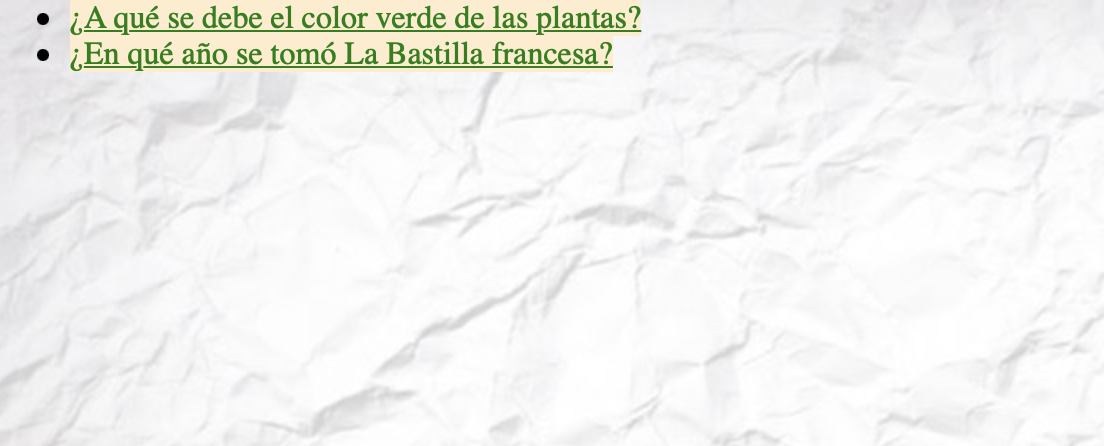 ¿A qué se debe el color verde de las plantas?
¿En qué año se tomó La Bastilla francesa?